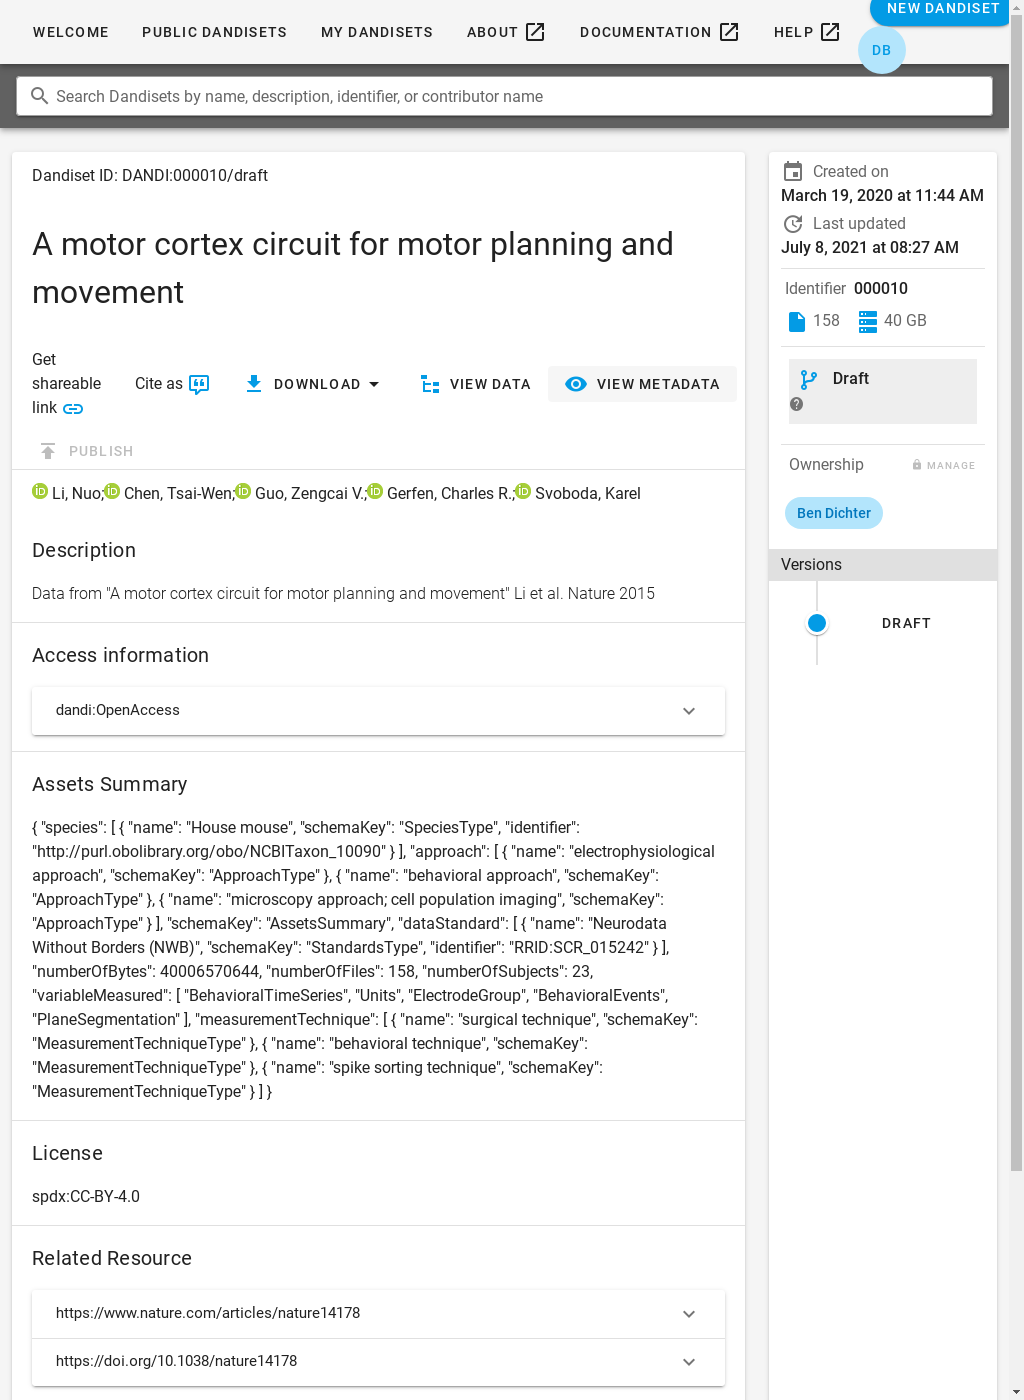 WELCOME PUBLIC DANDISETS MY DANDISETS ABOUT DOCUMENTATION HELP NEW DANDISET
DB
Search Dandisets by name, description, identifier, or contributor name
Dandiset ID: DANDI:000010/draft
A motor cortex circuit for motor planning and
movement
Get
shareable
link
Cite as
DOWNLOAD
VIEW DATA
VIEW METADATA
PUBLISH
Li, Nuo; Chen, Tsai-Wen; Guo, Zengcai V.; Gerfen, Charles R.; Svoboda, Karel
Description
Data from "A motor cortex circuit for motor planning and movement" Li et al. Nature 2015
Access information
dandi:OpenAccess
Assets Summary
{ "species": [ { "name": "House mouse", "schemaKey": "SpeciesType", "identifier":
"http://purl.obolibrary.org/obo/NCBITaxon_10090" } ], "approach": [ { "name": "electrophysiological
approach", "schemaKey": "ApproachType" }, { "name": "behavioral approach", "schemaKey":
"ApproachType" }, { "name": "microscopy approach; cell population imaging", "schemaKey":
"ApproachType" } ], "schemaKey": "AssetsSummary", "dataStandard": [ { "name": "Neurodata
Without Borders (NWB)", "schemaKey": "StandardsType", "identifier": "RRID:SCR_015242" } ],
"numberOfBytes": 40006570644, "numberOfFiles": 158, "numberOfSubjects": 23,
"variableMeasured": [ "BehavioralTimeSeries", "Units", "ElectrodeGroup", "BehavioralEvents",
"PlaneSegmentation" ], "measurementTechnique": [ { "name": "surgical technique", "schemaKey":
"MeasurementTechniqueType" }, { "name": "behavioral technique", "schemaKey":
"MeasurementTechniqueType" }, { "name": "spike sorting technique", "schemaKey":
"MeasurementTechniqueType" } ] }
License
spdx:CC-BY-4.0
Related Resource
https://www.nature.com/articles/nature14178
https://doi.org/10.1038/nature14178
Created on
March 19, 2020 at 11:44 AM
Last updated
July 8, 2021 at 08:27 AM
Identifier 000010
158 40 GB
Draft
Ownership MANAGE
Ben Dichter
Versions
DRAFT